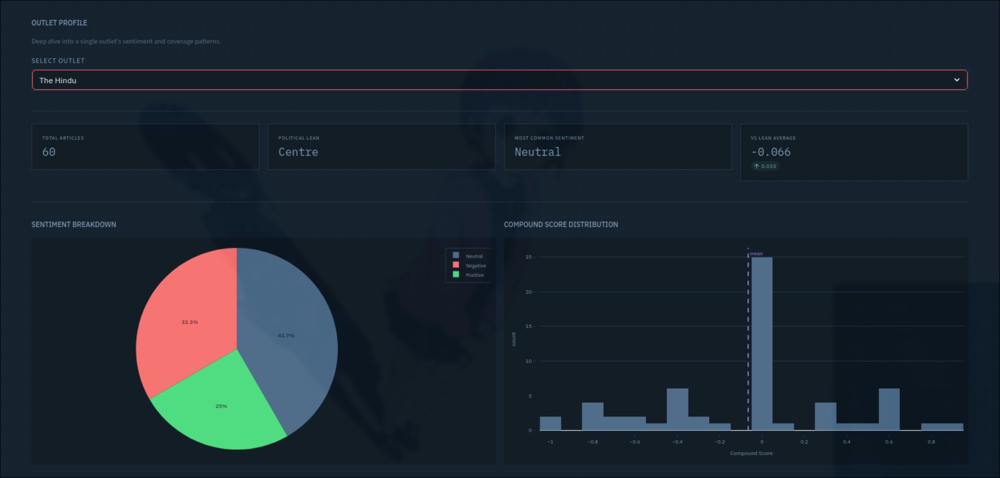 OUTLET PROFILE
Deep dive into a single outlet's sentiment and coverage patterns.
SELECT OUTLET
The Hindu
TOTAL ARTICLES
60
POLITICAL LEAN
Centre
MOST COMMON SENTIMENT
Neutral
VS LEAN AVERAGE
-0.066
↑ 0.033
SENTIMENT BREAKDOWN
Neutral
Negative
Positive
33.3%
41.7%
25%
COMPOUND SCORE DISTRIBUTION
mean
25
20
15
10
5
0
count
−1
−0.8
−0.6
−0.4
−0.2
0
0.2
0.4
0.6
0.8
Compound Score